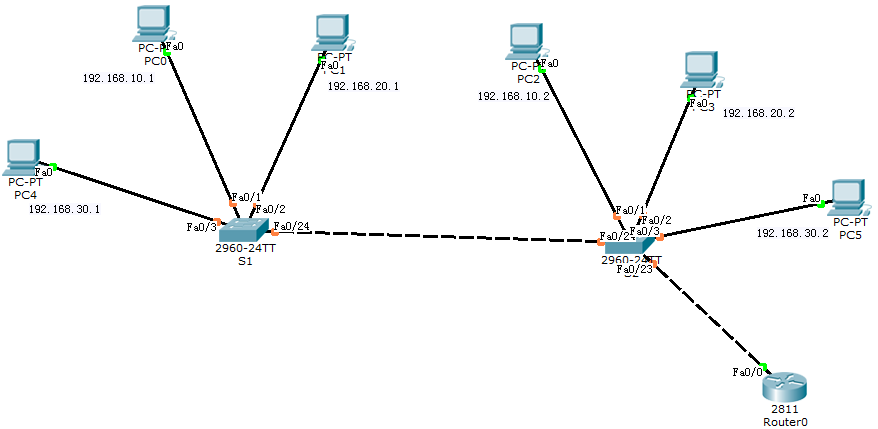 PC-PT
PC0
Fa0
192.168.10.1
PC-PT
PC1
Fa0
192.168.20.1
PC-PT
PC2
Fa0
192.168.10.2
PC-PT
PC3
Fa0
192.168.20.2
PC-PT
PC4
Fa0
192.168.30.1
Fa0
PC-PT
PC5
192.168.30.2
Fa0/1
Fa0/2
Fa0/3
Fa0/24
2960-24TT
S1
Fa0/1
Fa0/2
Fa0/3
Fa0/24
2960-24TT
S2
Fa0/23
Fa0/0
2811
Router0